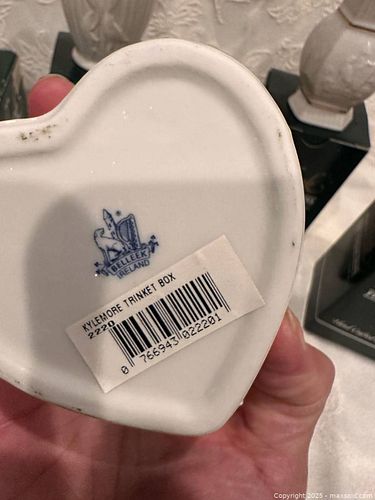 BELLEEK
IRELAND
KYLEMORE TRINKET BOX
2220
0 766943 022201
Copyright 2025 - maxsold.com